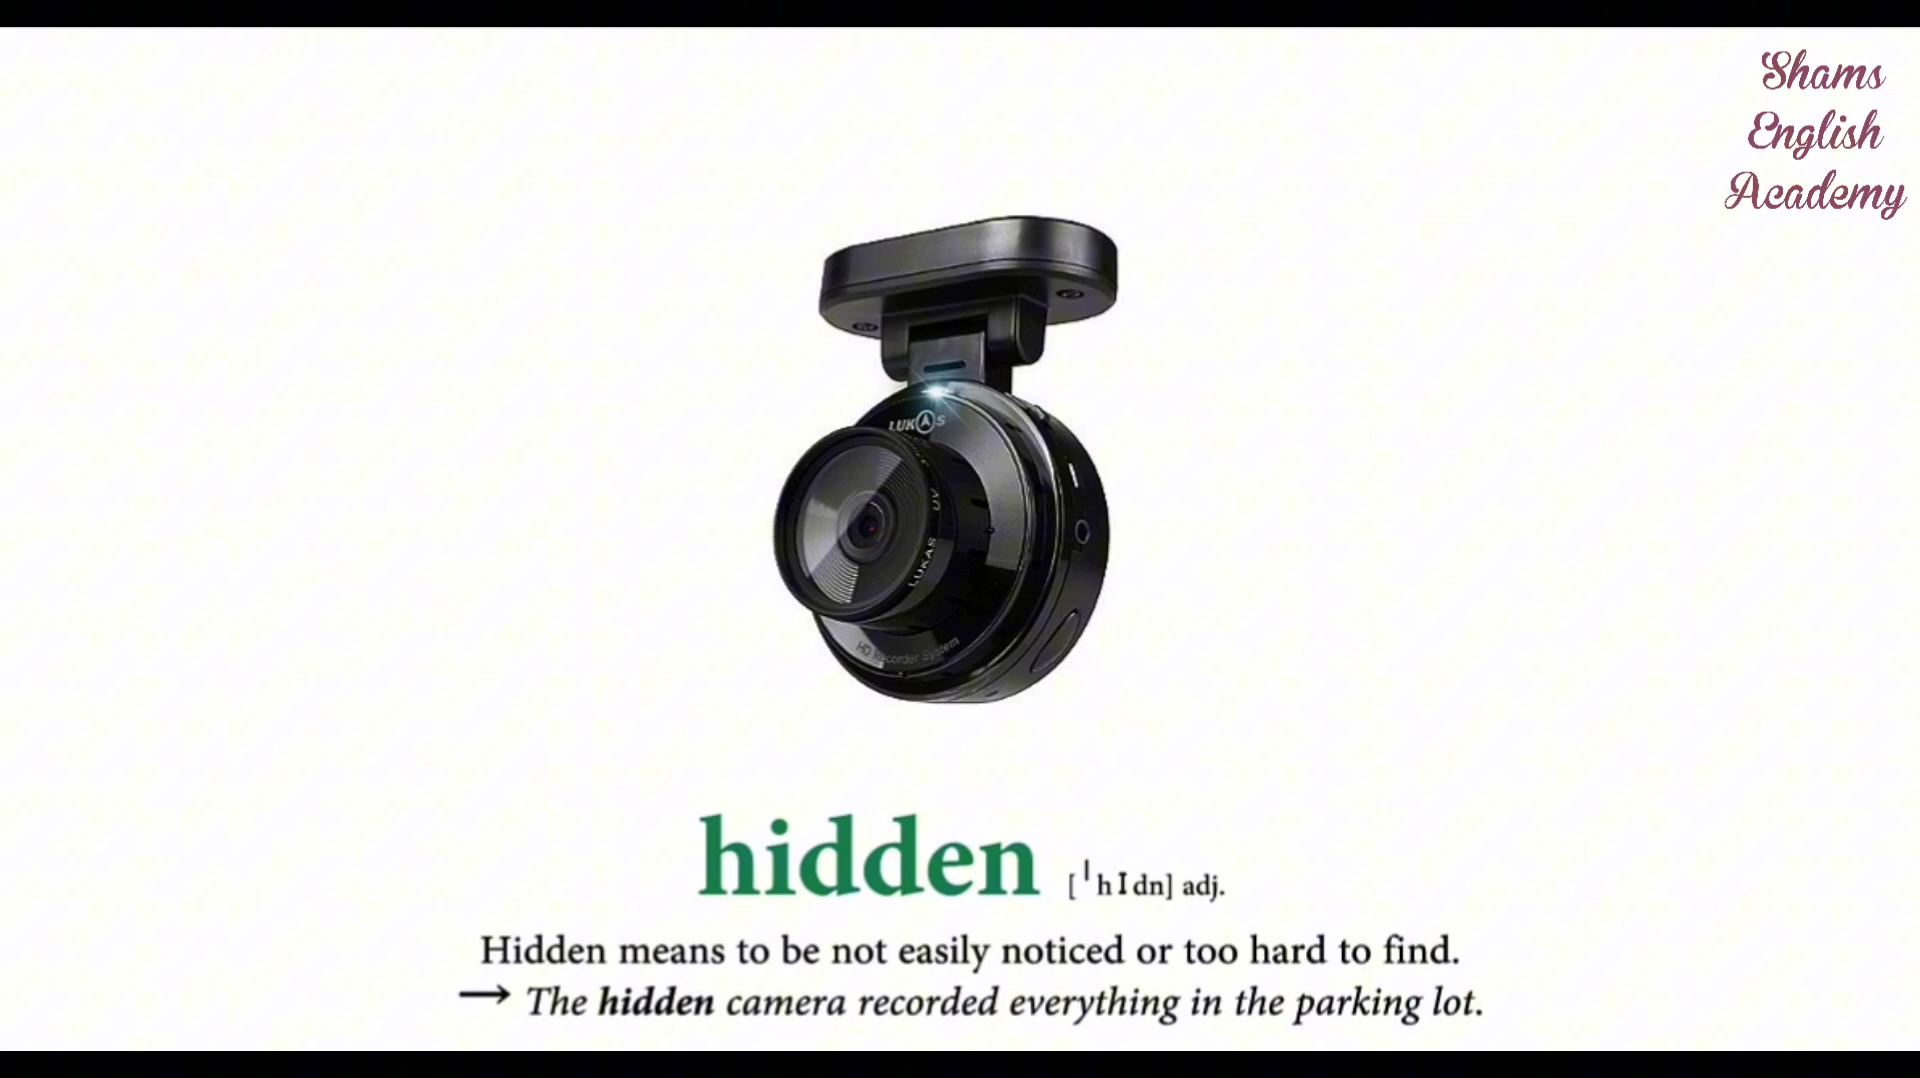 Shams
English
Academy
LUKAS
LUKAS UV
HD Recorder System
hidden [ˈhɪdn] adj.
Hidden means to be not easily noticed or too hard to find.
→ The hidden camera recorded everything in the parking lot.